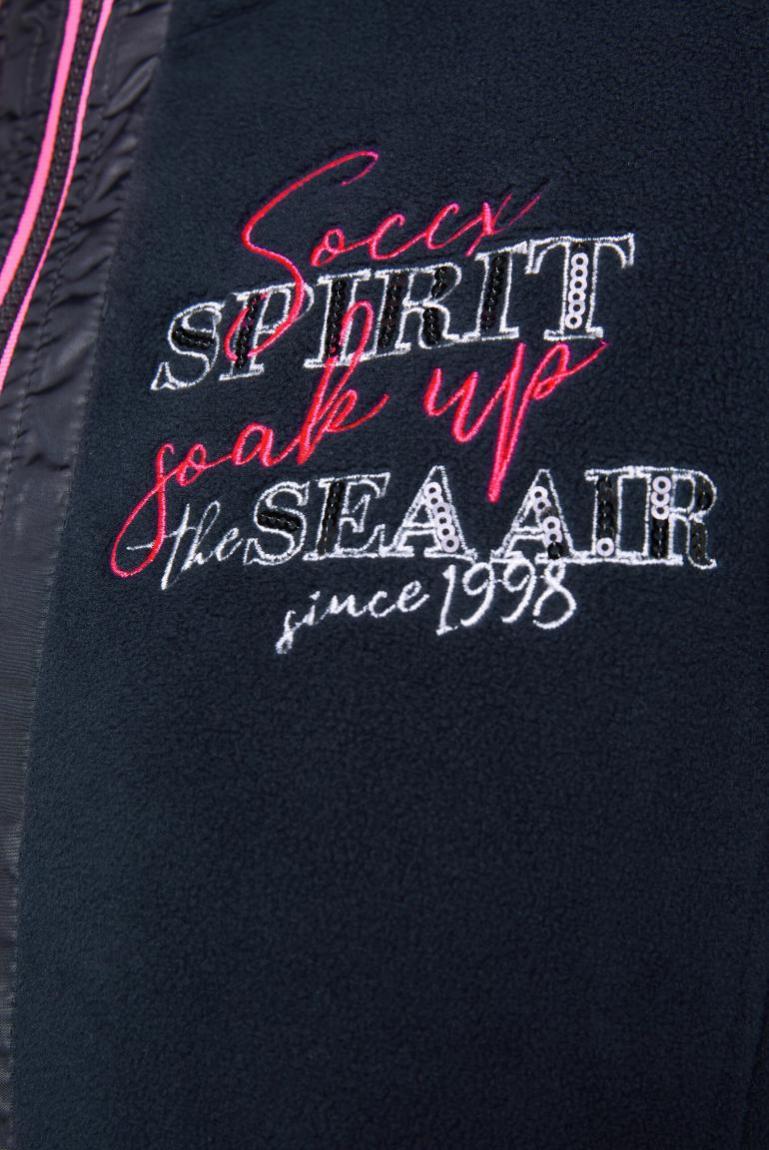 Soccx
SPIRIT
soak up
the SEA AIR
since 1998